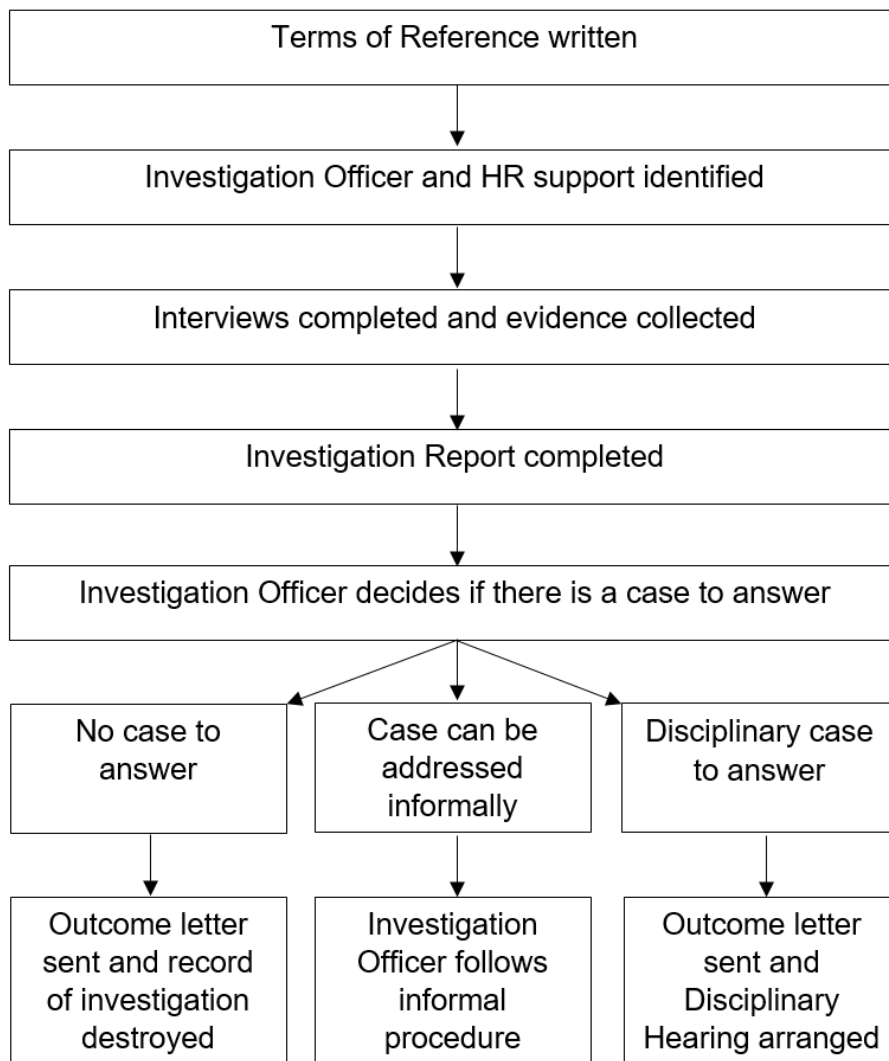 Terms of Reference written
Investigation Officer and HR support identified
Interviews completed and evidence collected
Investigation Report completed
Investigation Officer decides if there is a case to answer
No case to
answer
Case can be
addressed
informally
Disciplinary case
to answer
Outcome letter
sent and record
of investigation
destroyed
Investigation
Officer follows
informal
procedure
Outcome letter
sent and
Disciplinary
Hearing arranged